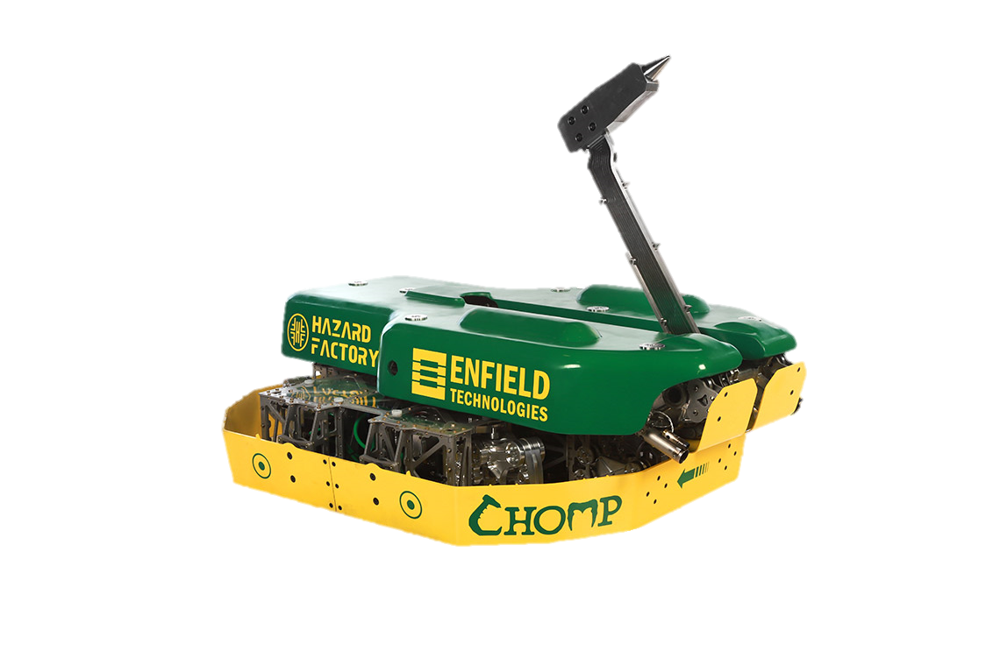 HAZARD
FACTORY
ENFIELD
TECHNOLOGIES
CHOMP